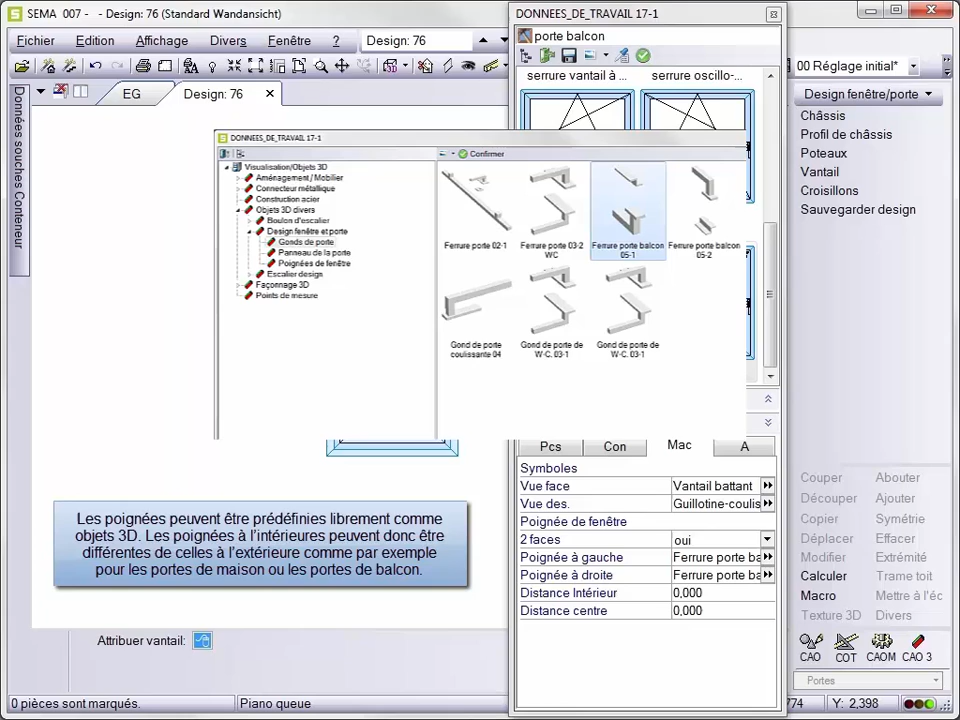 SEMA  007 -   - Design: 76 (Standard Wandansicht)
Fichier Edition Affichage Divers Fenêtre ? Design: 76
EG Design: 76
Données souches Conteneur
DONNEES_DE_TRAVAIL 17-1
porte balcon
serrure vantail à ... serrure oscillo-...
00 Réglage initial*
Design fenêtre/porte
Châssis
Profil de châssis
Poteaux
Vantail
Croisillons
Sauvegarder design
DONNEES_DE_TRAVAIL 17-1
Confirmer
Visualisation/Objets 3D
Aménagement / Mobilier
Connecteur métallique
Construction acier
Objets 3D divers
Boulon d'escalier
Design fenêtre et porte
Gonds de porte
Panneau de la porte
Poignées de fenêtre
Escalier design
Façonnage 3D
Points de mesure
Ferrure porte 02-1 Ferrure porte 03-2 Ferrure porte balcon Ferrure porte balcon
WC 05-1 05-2
Gond de porte Gond de porte de Gond de porte de
coulissante 04 W-C. 03-1 W-C. 03-1
Les poignées peuvent être prédéfinies librement comme
objets 3D. Les poignées à l'intérieures peuvent donc être
différentes de celles à l'extérieure comme par exemple
pour les portes de maison ou les portes de balcon.
Pcs Con Mac A
Symboles
Vue face Vantail battant
Vue des. Guillotine-coulis
Poignée de fenêtre
2 faces oui
Poignée à gauche Ferrure porte ba
Poignée à droite Ferrure porte ba
Distance Intérieur 0,000
Distance centre 0,000
Couper Abouter
Découper Ajouter
Copier Symétrie
Déplacer Effacer
Modifier Extrémité
Calculer Trame toit
Macro Mettre à l'éc
Texture 3D Divers
CAO COT CAOM CAO 3
Portes
Attribuer vantail:
0 pièces sont marqués. Piano queue 774 Y: 2,398